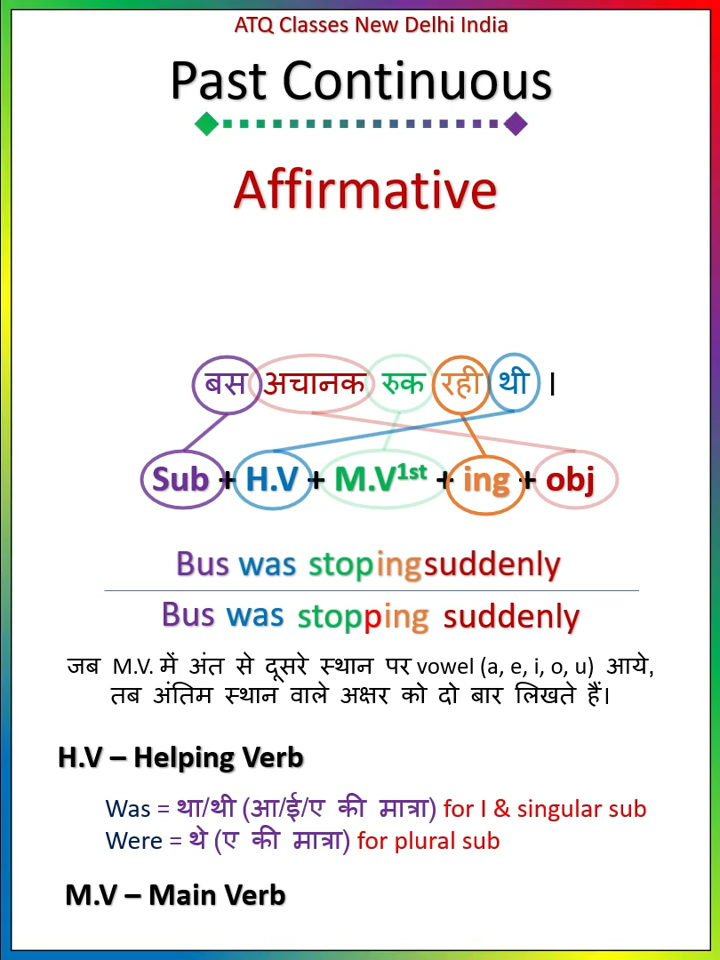 ATQ Classes New Delhi India
Past Continuous
Affirmative
बस अचानक रुक रही थी ।
Sub + H.V + M.V1st + ing + obj
Bus was stoping suddenly
Bus was stopping suddenly
जब M.V. में अंत से दूसरे स्थान पर vowel (a, e, i, o, u) आये,
तब अंतिम स्थान वाले अक्षर को दो बार लिखते हैं।
H.V – Helping Verb
Was = था/थी (आ/ई/ए की मात्रा) for I & singular sub
Were = थे (ए की मात्रा) for plural sub
M.V – Main Verb